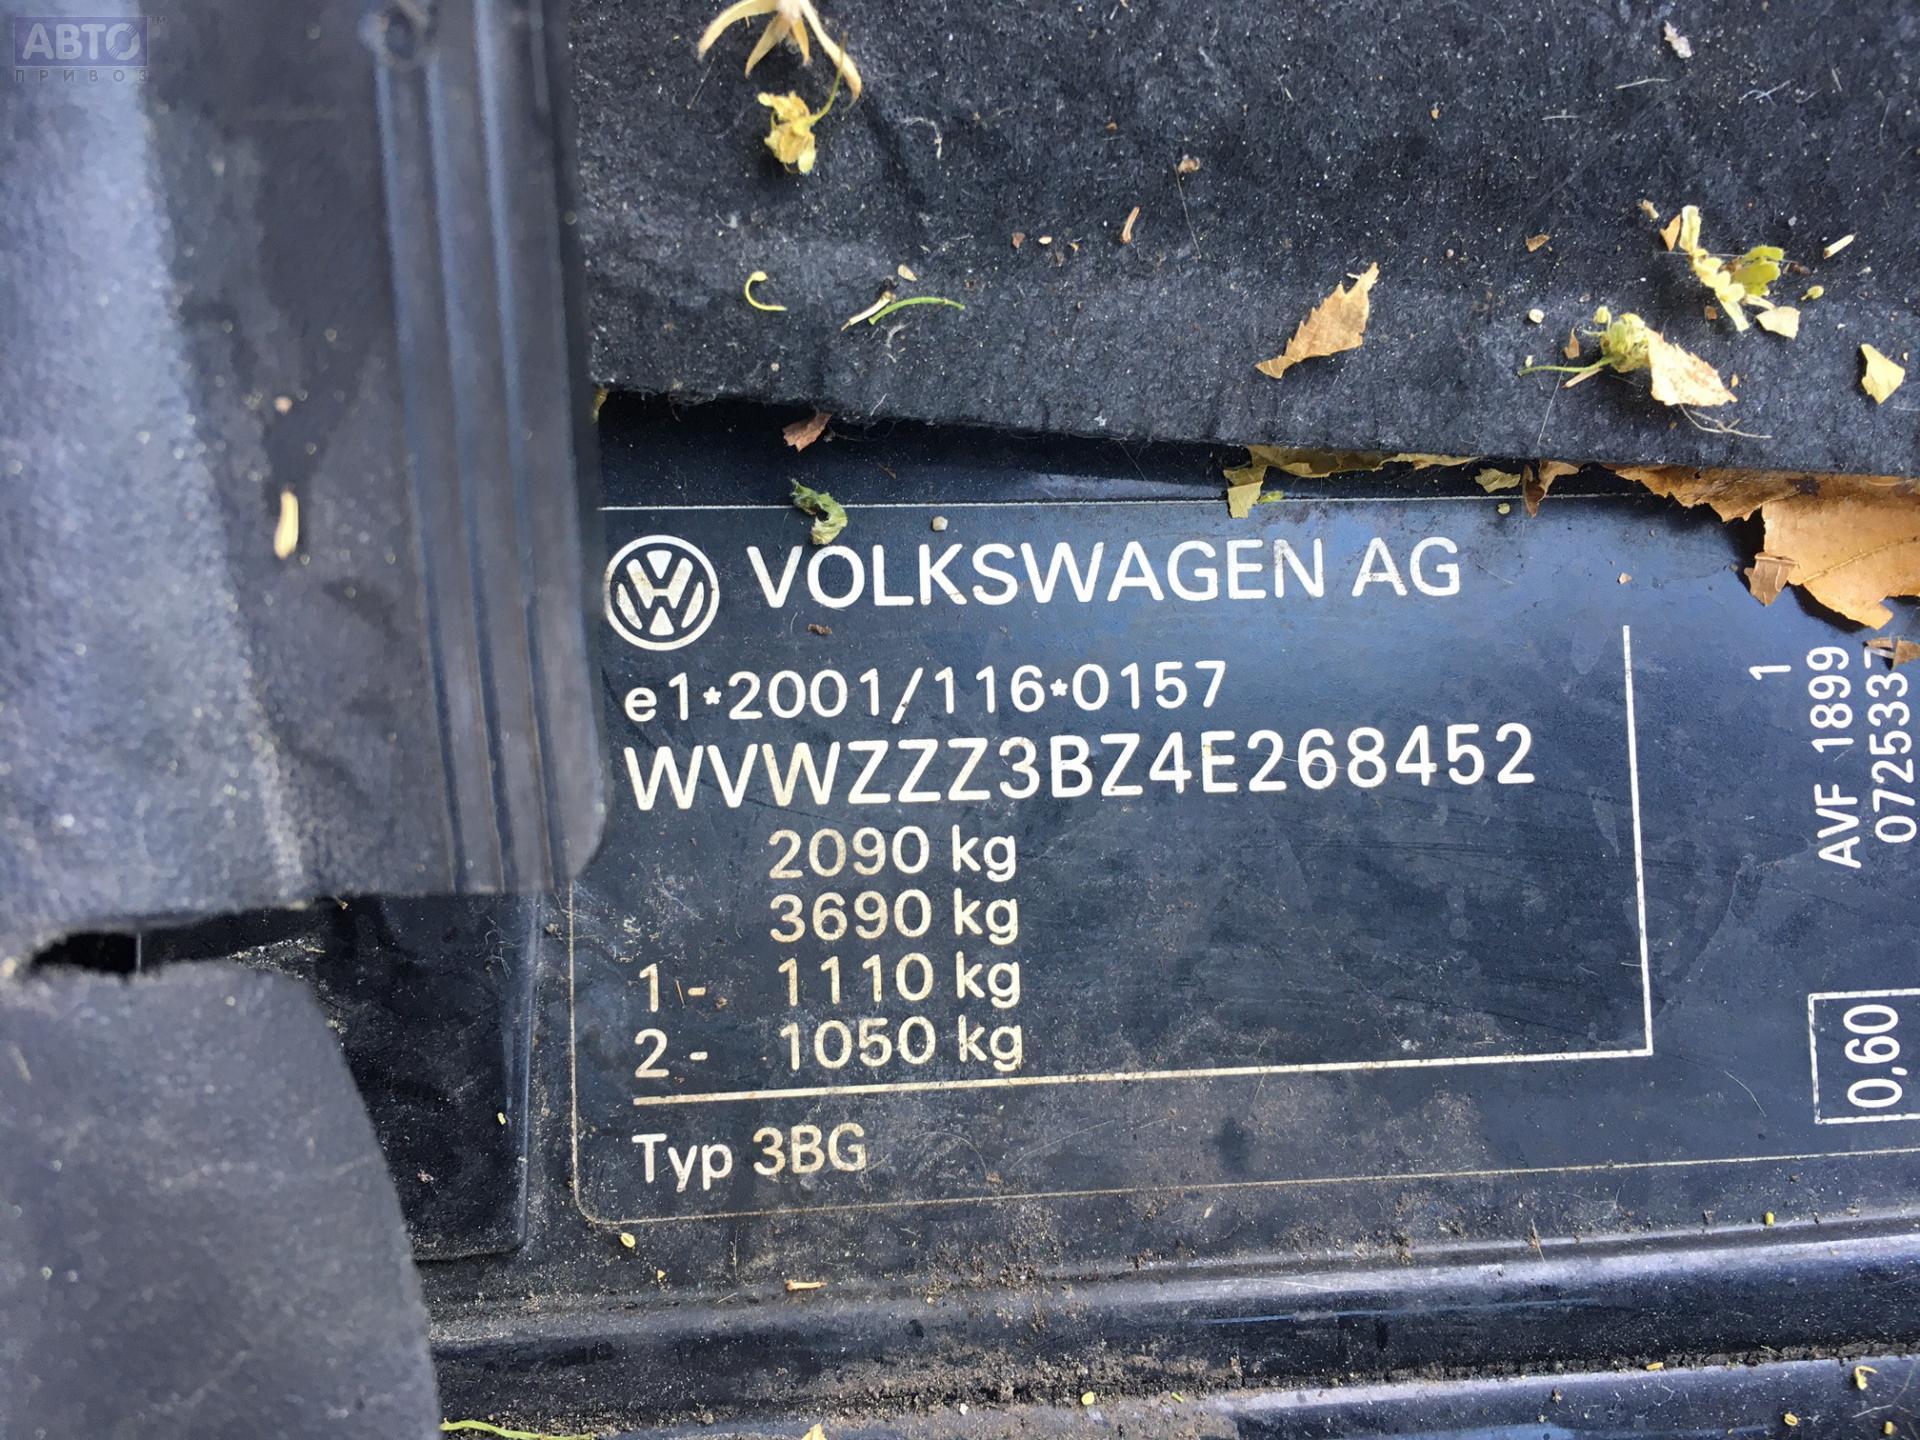 АВТО
ПРИВОЗ
VOLKSWAGEN AG
e1*2001/116*0157
WVWZZZ3BZ4E268452
2090 kg
3690 kg
1 - 1110 kg
2 - 1050 kg
Typ 3BG
1
AVF 1899
0725337
0,60